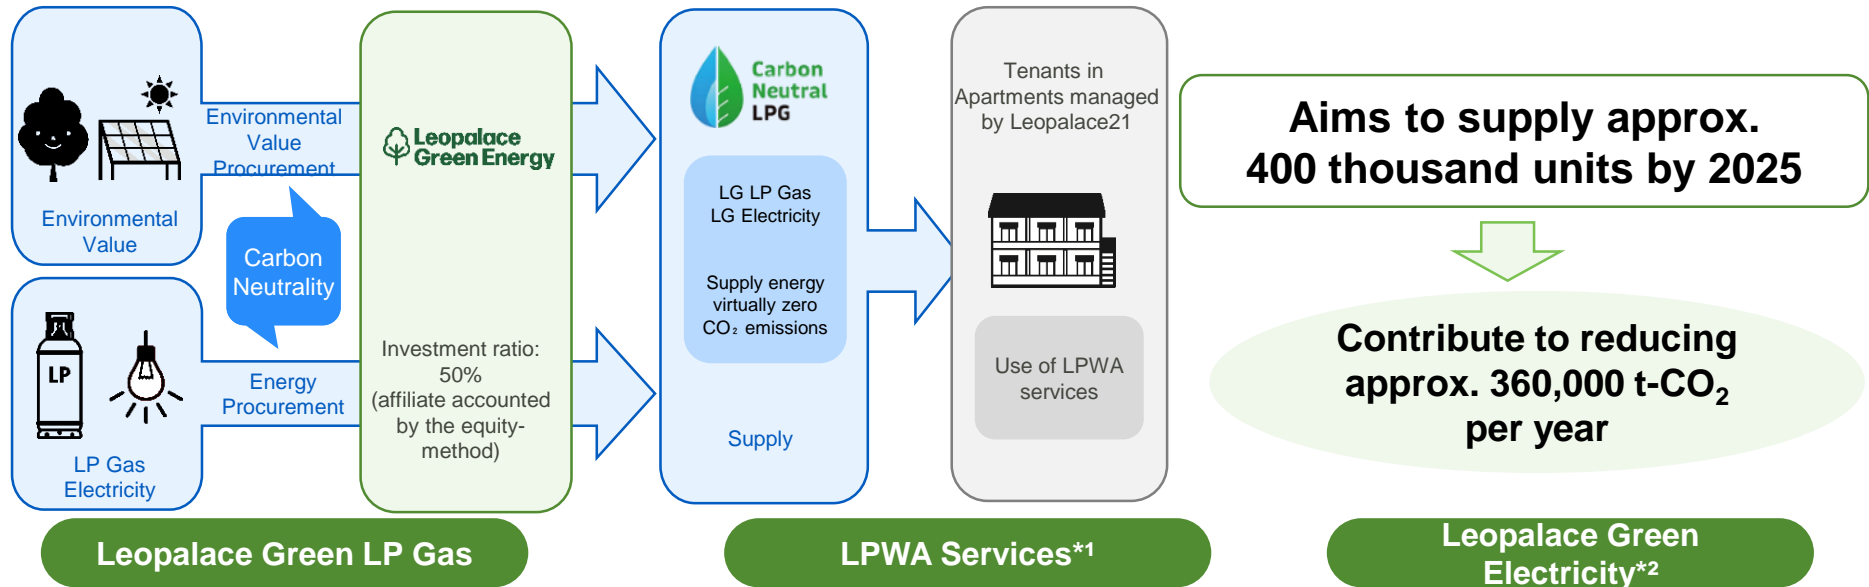 Environmental
Value
LP
LP Gas
Electricity
Environmental
Value
Procurement
Carbon
Neutrality
Energy
Procurement
Leopalace
Green Energy
Investment ratio:
50%
(affiliate accounted
by the equity-
method)
Carbon
Neutral
LPG
LG LP Gas
LG Electricity
Supply energy
virtually zero
CO₂ emissions
Supply
Tenants in
Apartments managed
by Leopalace21
Use of LPWA
services
Aims to supply approx.
400 thousand units by 2025
Contribute to reducing
approx. 360,000 t-CO₂
per year
Leopalace Green LP Gas
LPWA Services*¹
Leopalace Green
Electricity*²